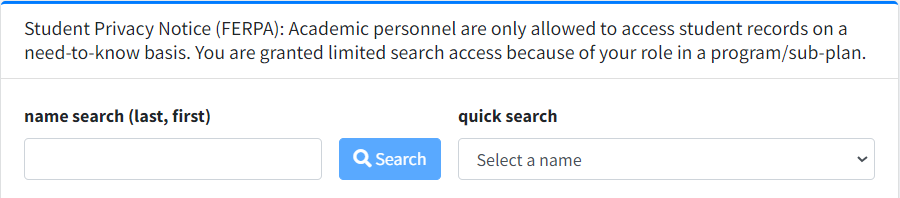 Student Privacy Notice (FERPA): Academic personnel are only allowed to access student records on a
need-to-know basis. You are granted limited search access because of your role in a program/sub-plan.
name search (last, first)
quick search
Search
Select a name